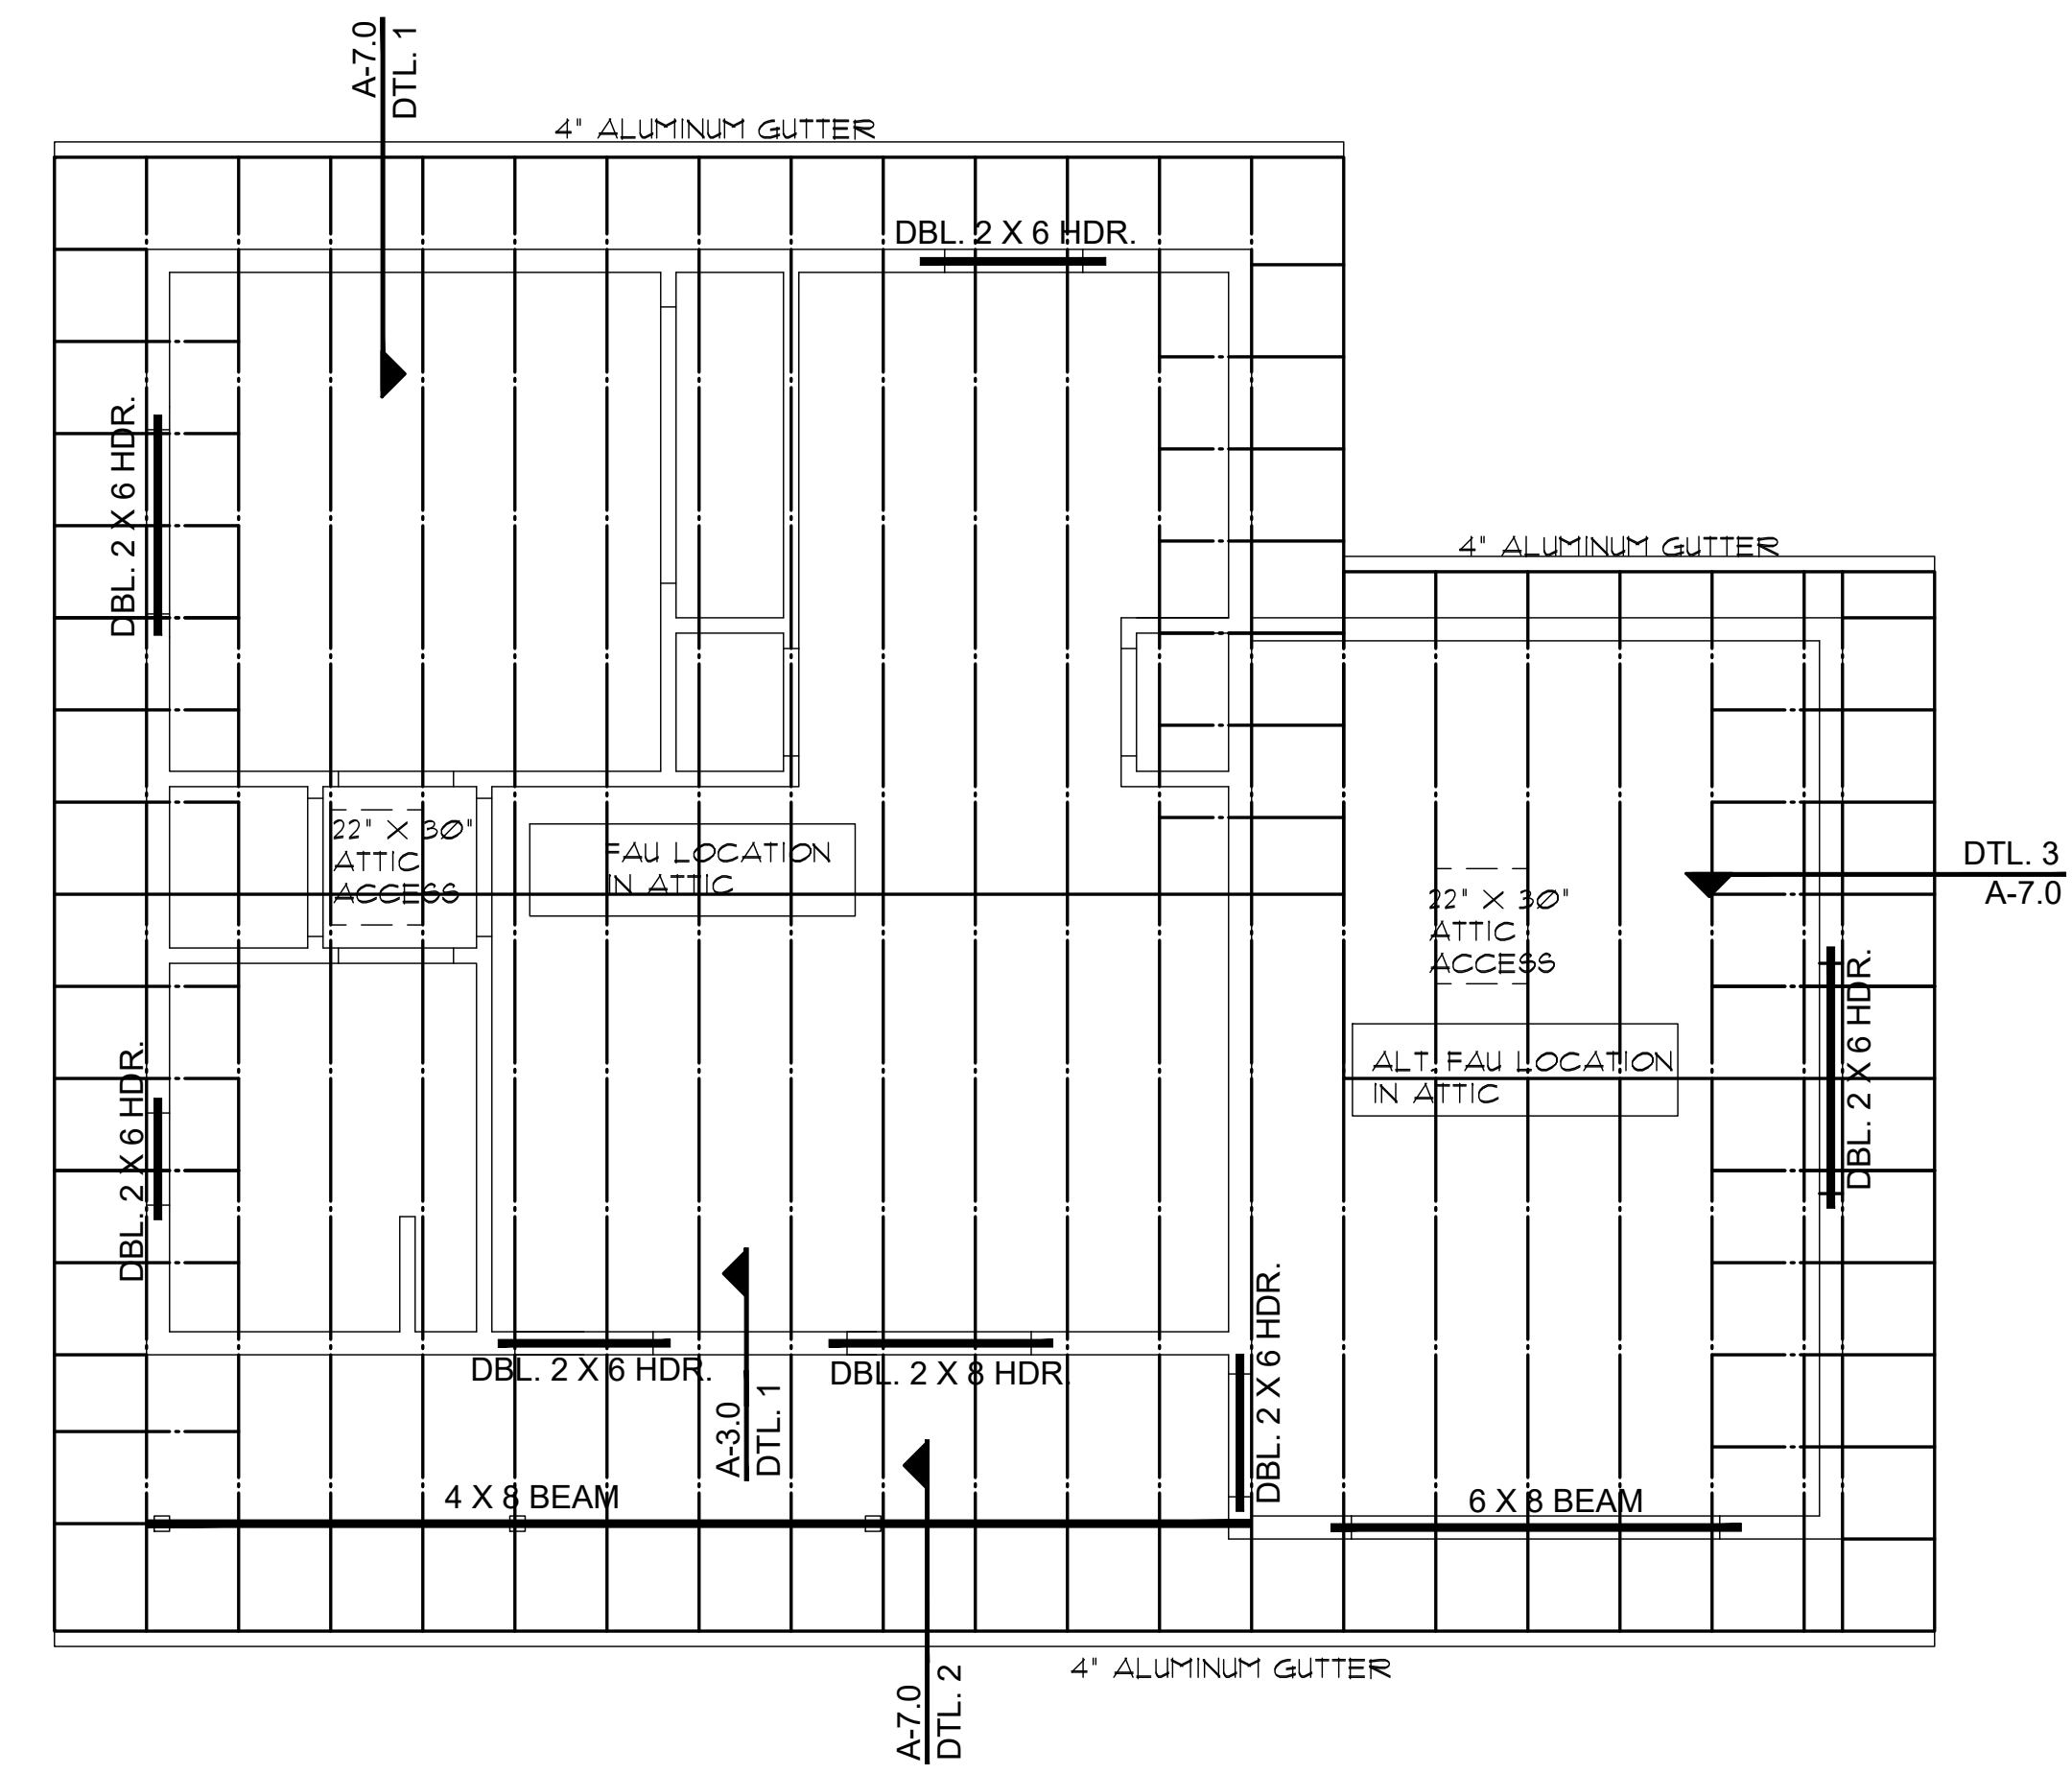 A-7.0
DTL. 1
4" ALUMINUM GUTTER
DBL. 2 X 6 HDR.
DBL. 2 X 6 HDR.
4" ALUMINUM GUTTER
22" X 30"
ATTIC
ACCESS
FAU LOCATION
IN ATTIC
DTL. 3
A-7.0
22" X 30"
ATTIC
ACCESS
ALT. FAU LOCATION
IN ATTIC
DBL. 2 X 6 HDR.
DBL. 2 X 6 HDR.
DBL. 2 X 6 HDR.
DBL. 2 X 8 HDR.
DBL. 2 X 6 HDR.
A-3.0
DTL. 1
4 X 8 BEAM
6 X 8 BEAM
4" ALUMINUM GUTTER
A-7.0
DTL. 2